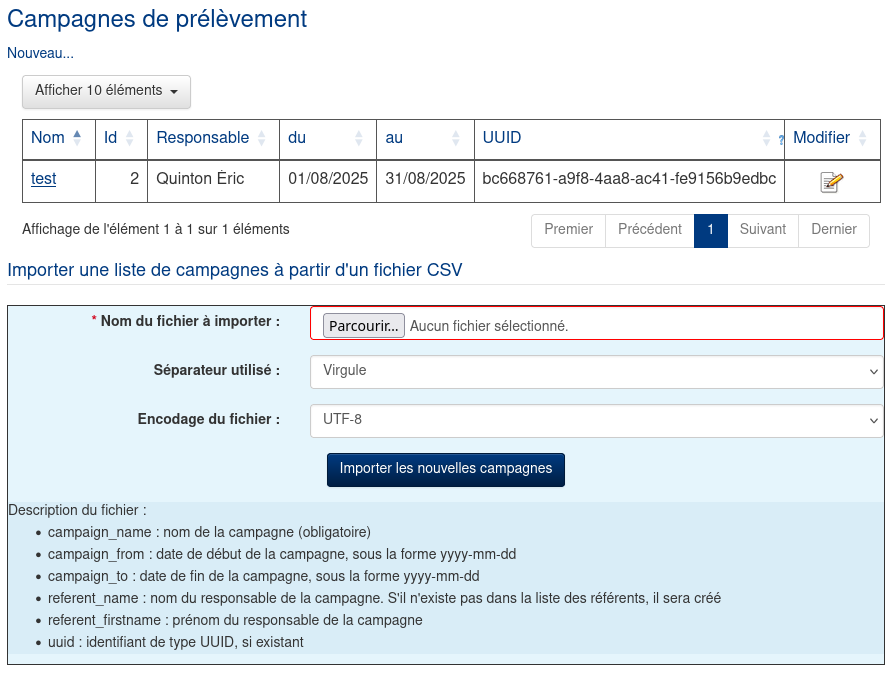 Campagnes de prélèvement
Nouveau...
Afficher 10 éléments
Nom Id Responsable du au UUID ? Modifier
test 2 Quinton Éric 01/08/2025 31/08/2025 bc668761-a9f8-4aa8-ac41-fe9156b9edbc
Affichage de l'élément 1 à 1 sur 1 éléments Premier Précédent 1 Suivant Dernier
Importer une liste de campagnes à partir d'un fichier CSV
* Nom du fichier à importer : Parcourir... Aucun fichier sélectionné.
Séparateur utilisé : Virgule
Encodage du fichier : UTF-8
Importer les nouvelles campagnes
Description du fichier :
• campaign_name : nom de la campagne (obligatoire)
• campaign_from : date de début de la campagne, sous la forme yyyy-mm-dd
• campaign_to : date de fin de la campagne, sous la forme yyyy-mm-dd
• referent_name : nom du responsable de la campagne. S'il n'existe pas dans la liste des référents, il sera créé
• referent_firstname : prénom du responsable de la campagne
• uuid : identifiant de type UUID, si existant